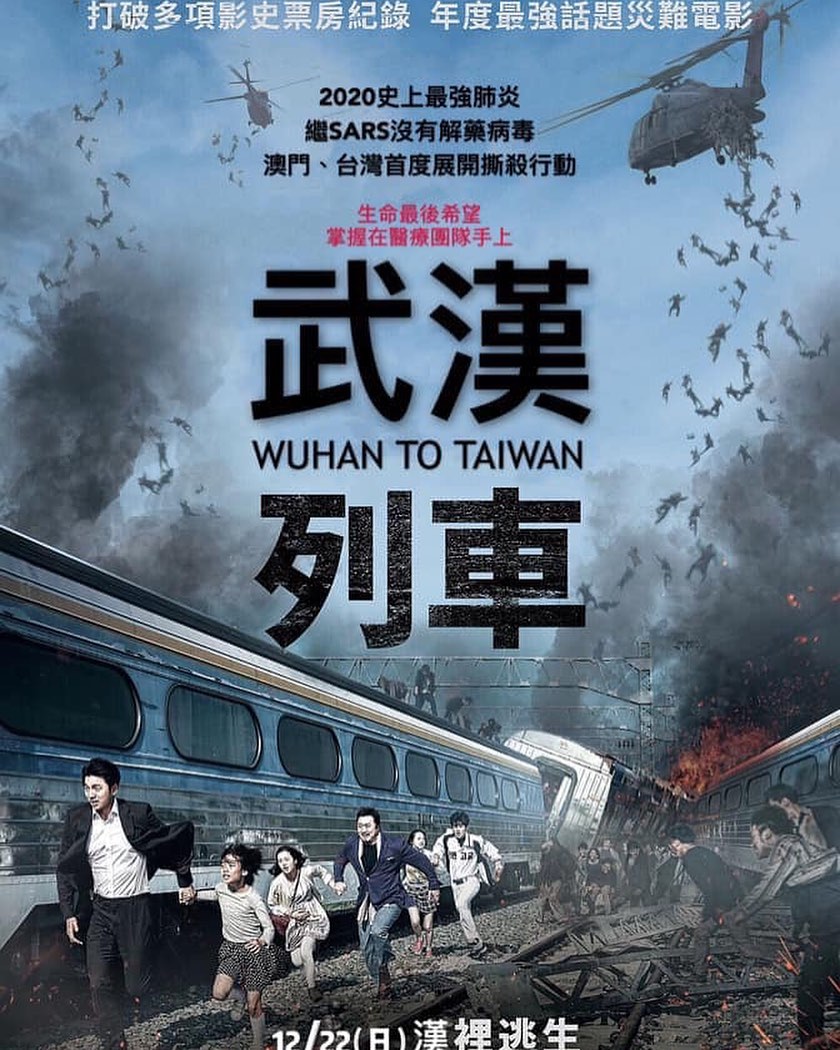 打破多項影史票房紀錄 年度最強話題災難電影
2020史上最強肺炎
繼SARS沒有解藥病毒
澳門、台灣首度展開撕殺行動
生命最後希望
掌握在醫療團隊手上
武漢
WUHAN TO TAIWAN
列車
12/22(日)漢裡逃生